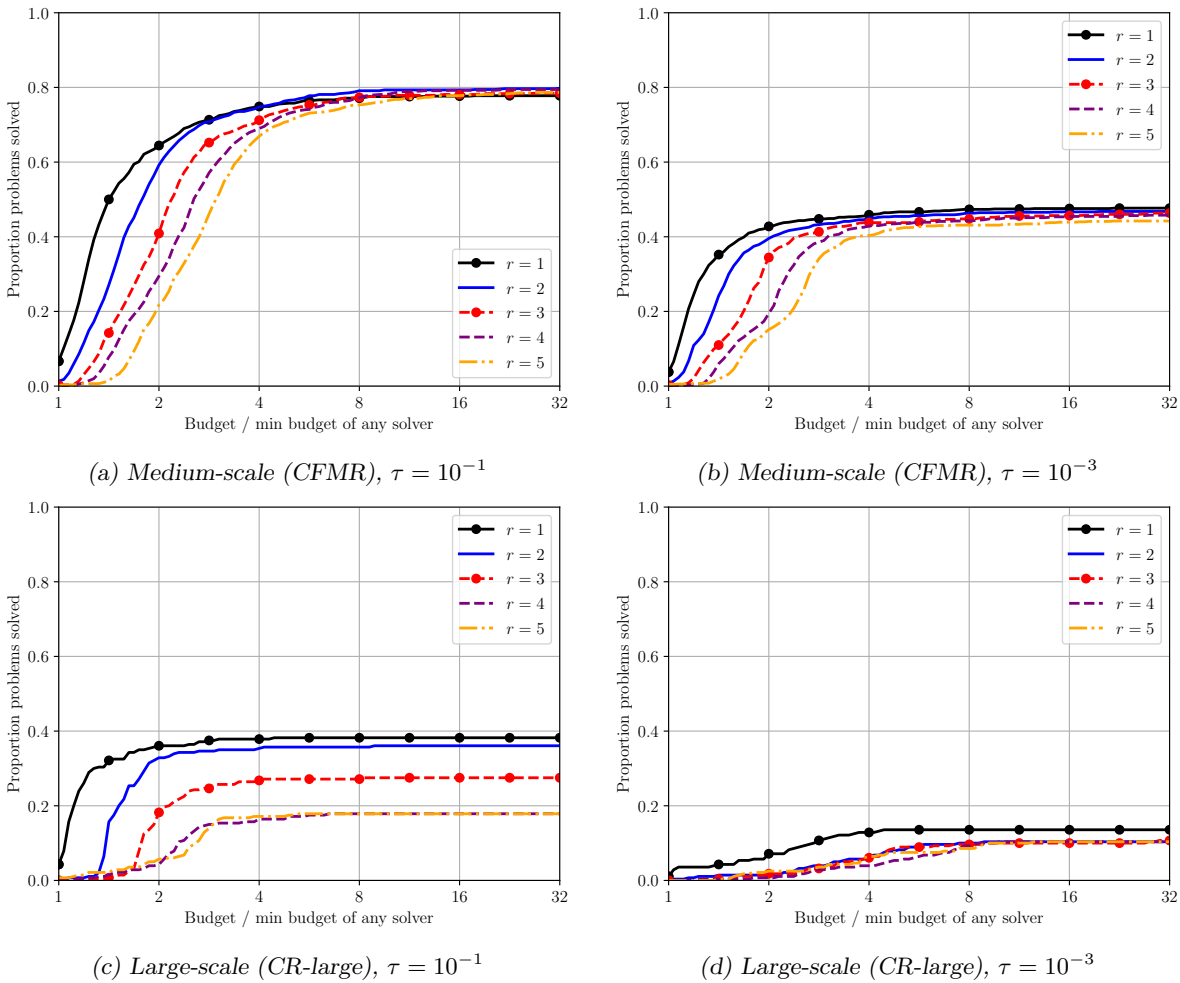 1.0
0.8
0.6
0.4
0.2
0.0
Proportion problems solved
r = 1
r = 2
r = 3
r = 4
r = 5
1 2 4 8 16 32
Budget / min budget of any solver
(a) Medium-scale (CFMR), τ = 10⁻¹
1.0
0.8
0.6
0.4
0.2
0.0
Proportion problems solved
r = 1
r = 2
r = 3
r = 4
r = 5
1 2 4 8 16 32
Budget / min budget of any solver
(b) Medium-scale (CFMR), τ = 10⁻³
1.0
0.8
0.6
0.4
0.2
0.0
Proportion problems solved
r = 1
r = 2
r = 3
r = 4
r = 5
1 2 4 8 16 32
Budget / min budget of any solver
(c) Large-scale (CR-large), τ = 10⁻¹
1.0
0.8
0.6
0.4
0.2
0.0
Proportion problems solved
r = 1
r = 2
r = 3
r = 4
r = 5
1 2 4 8 16 32
Budget / min budget of any solver
(d) Large-scale (CR-large), τ = 10⁻³